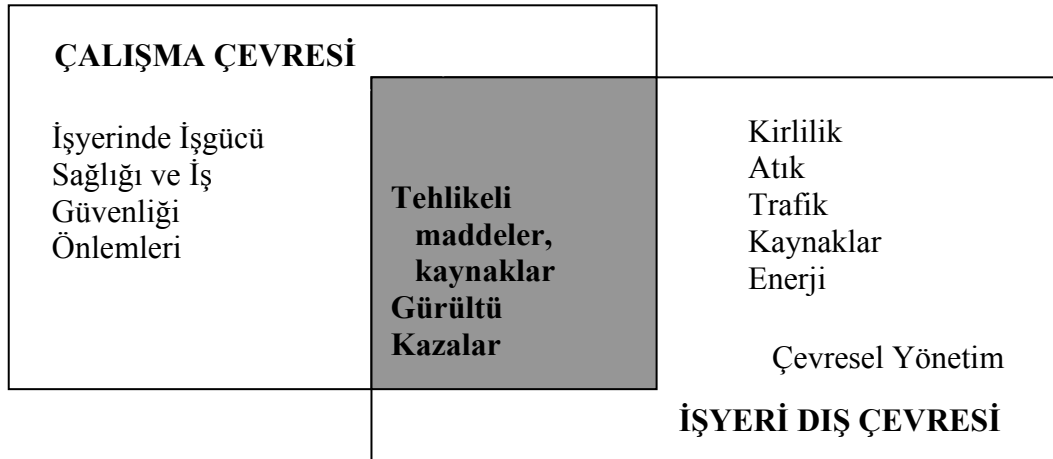 ÇALIŞMA ÇEVRESİ
İşyerinde İşgücü
Sağlığı ve İş
Güvenliği
Önlemleri
Tehlikeli
maddeler,
kaynaklar
Gürültü
Kazalar
Kirlilik
Atık
Trafik
Kaynaklar
Enerji
Çevresel Yönetim
İŞYERİ DIŞ ÇEVRESİ